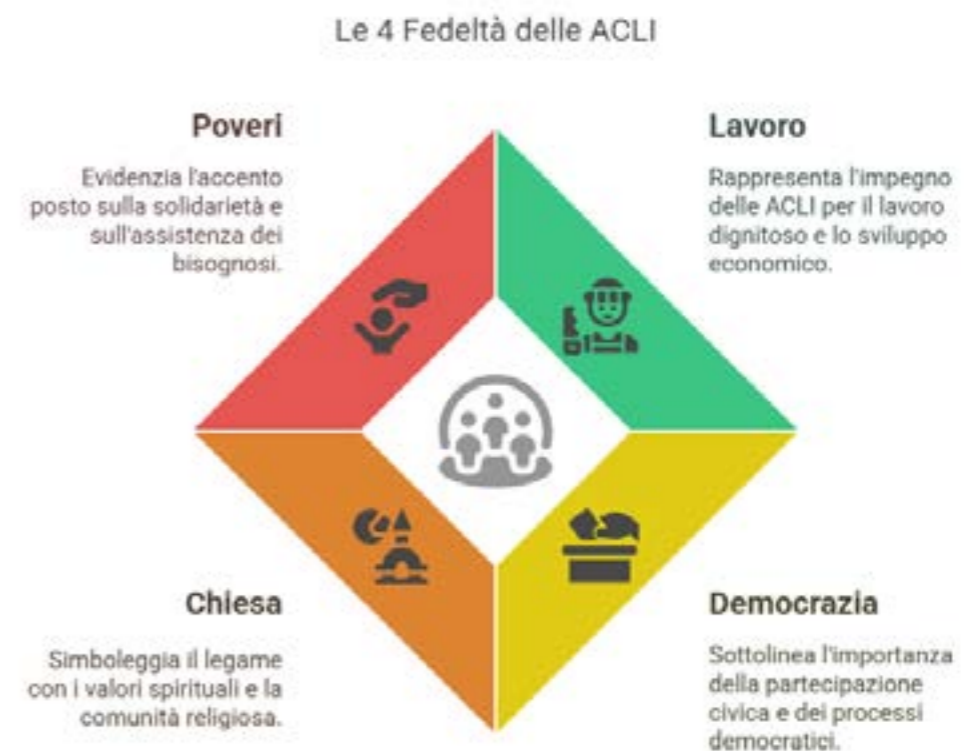 Le 4 Fedeltà delle ACLI
Poveri
Evidenzia l'accento
posto sulla solidarietà e
sull'assistenza dei
bisognosi.
Lavoro
Rappresenta l'impegno
delle ACLI per il lavoro
dignitoso e lo sviluppo
economico.
Chiesa
Simboleggia il legame
con i valori spirituali e la
comunità religiosa.
Democrazia
Sottolinea l'importanza
della partecipazione
civica e dei processi
democratici.